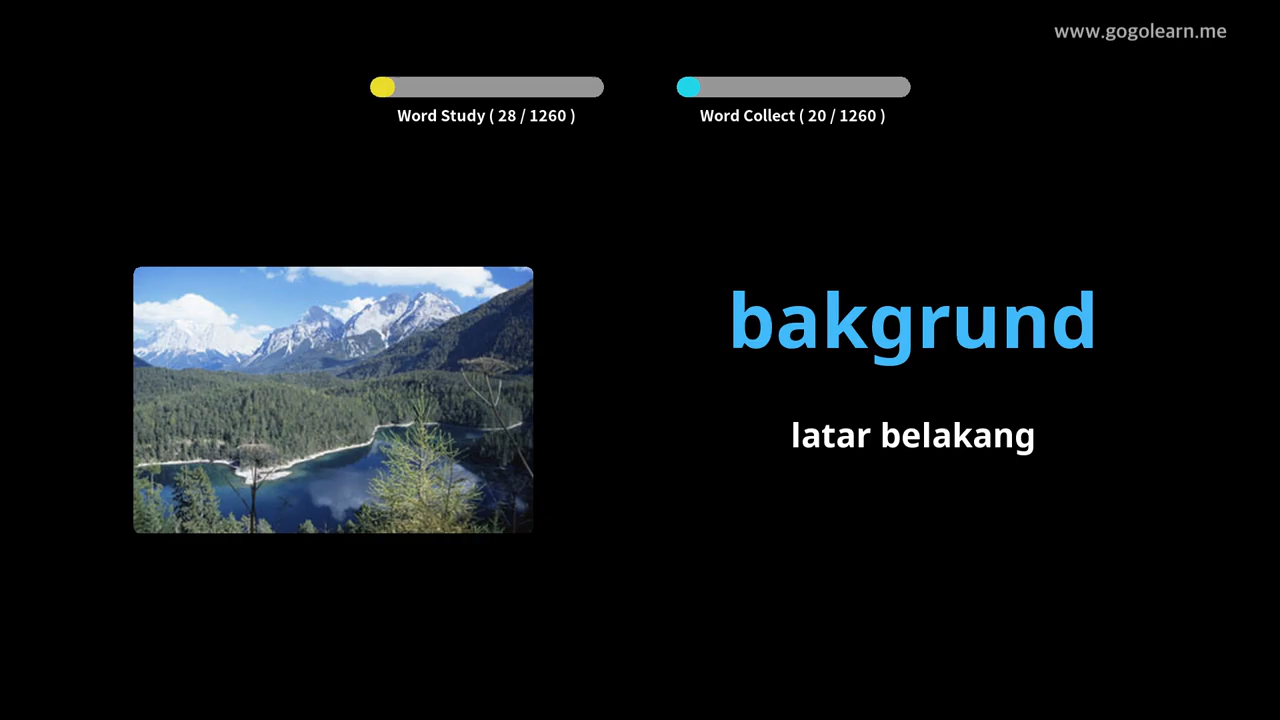 www.gogolearn.me
Word Study ( 28 / 1260 )
Word Collect ( 20 / 1260 )
bakgrund
latar belakang